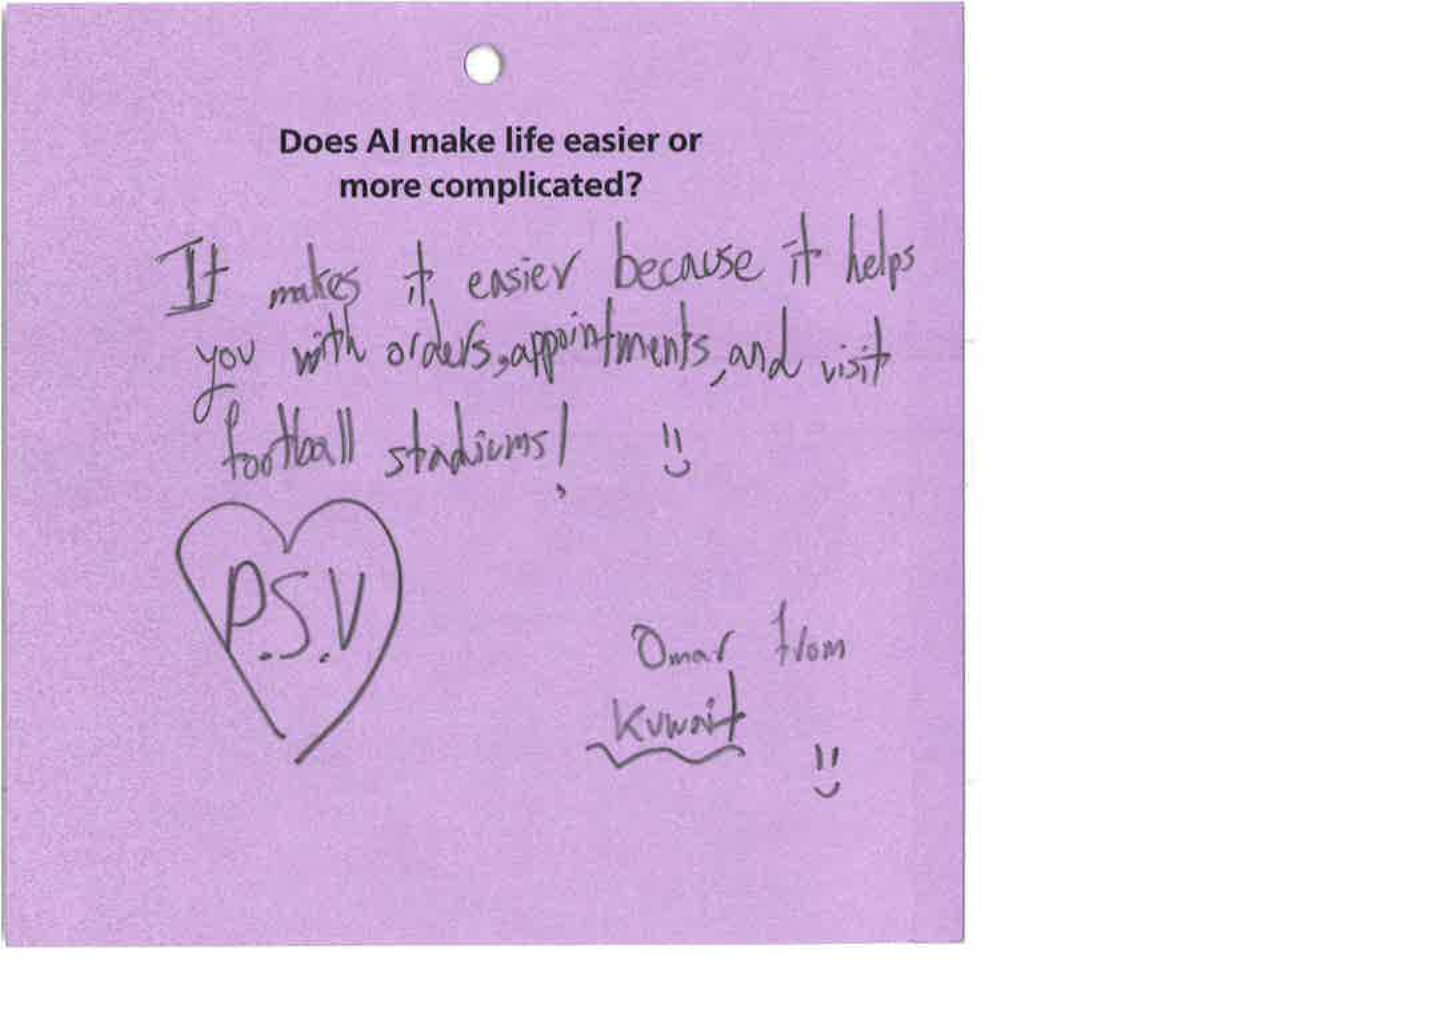 Does AI make life easier or
more complicated?
It makes it easier because it helps
you with orders, appointments, and visit
football stadiums!
P.S.V
Omar from
Kuwait